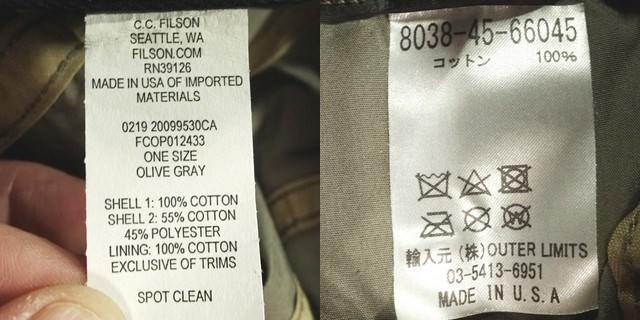 C.C. FILSON
SEATTLE, WA
FILSON.COM
RN39126
MADE IN USA OF IMPORTED
MATERIALS
0219 20099530CA
FCOP012433
ONE SIZE
OLIVE GRAY
SHELL 1: 100% COTTON
SHELL 2: 55% COTTON
45% POLYESTER
LINING: 100% COTTON
EXCLUSIVE OF TRIMS
SPOT CLEAN
8038-45-66045
コットン 100%
輸入元 (株)OUTER LIMITS
03-5413-6951
MADE IN U.S.A